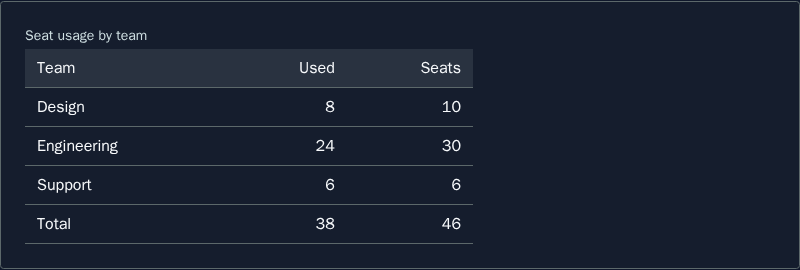 Seat usage by team
Team Used Seats
Design 8 10
Engineering 24 30
Support 6 6
Total 38 46